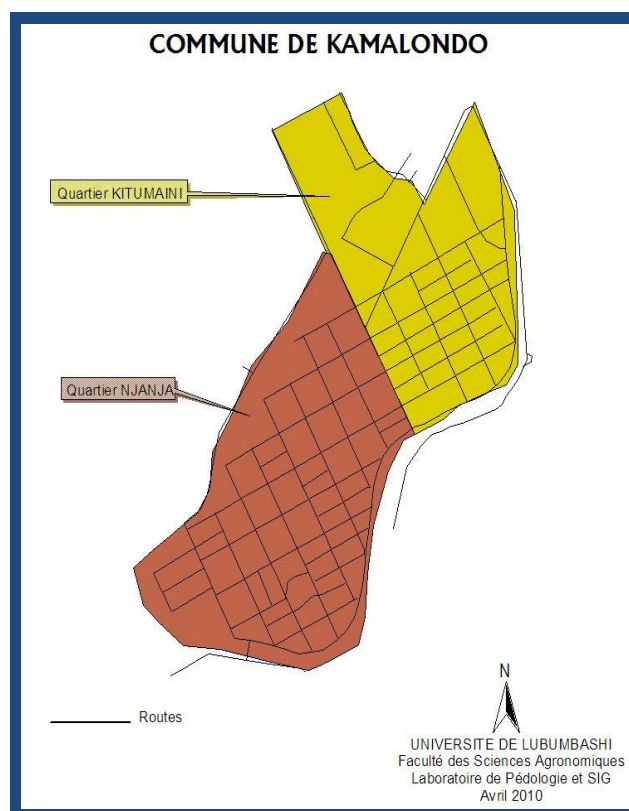 COMMUNE DE KAMALONDO
Quartier KITUMAINI
Quartier NJANJA
Routes
N
UNIVERSITE DE LUBUMBASHI
Faculté des Sciences Agronomiques
Laboratoire de Pédologie et SIG
Avril 2010